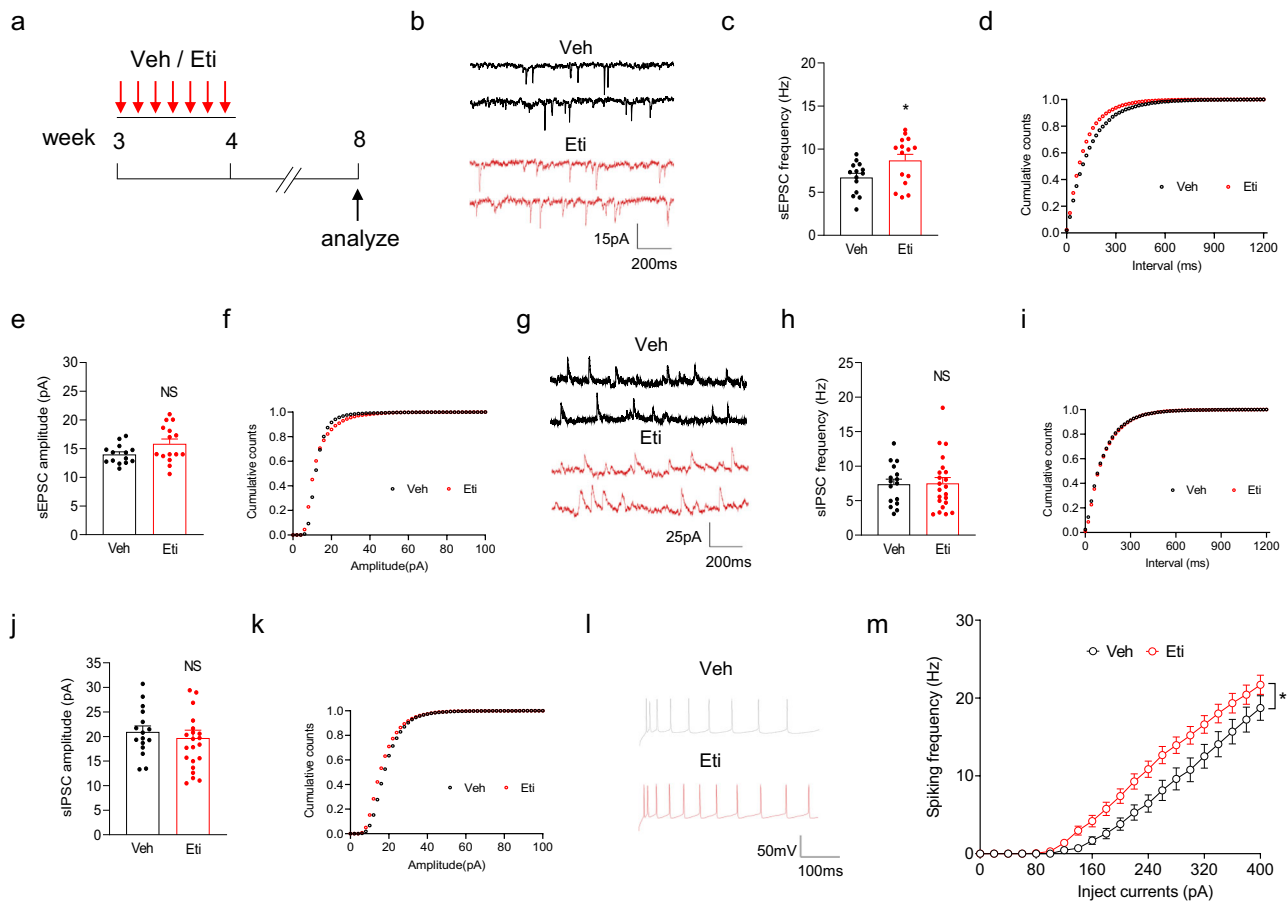 a
Veh / Eti
week
3
4
8
analyze
b
Veh
Eti
15pA
200ms
c
sEPSC frequency (Hz)
20
15
10
5
0
*
Veh
Eti
d
Cumulative counts
1.0
0.8
0.6
0.4
0.2
0.0
Veh
Eti
0
300
600
900
1200
Interval (ms)
e
sEPSC amplitude (pA)
30
25
20
15
10
5
0
NS
Veh
Eti
f
Cumulative counts
1.0
0.8
0.6
0.4
0.2
0.0
Veh
Eti
0
20
40
60
80
100
Amplitude(pA)
g
Veh
Eti
25pA
200ms
h
sIPSC frequency (Hz)
25
20
15
10
5
0
NS
Veh
Eti
i
Cumulative counts
1.0
0.8
0.6
0.4
0.2
0.0
Veh
Eti
0
300
600
900
1200
Interval (ms)
j
sIPSC amplitude (pA)
35
30
25
20
15
10
5
0
NS
Veh
Eti
k
Cumulative counts
1.0
0.8
0.6
0.4
0.2
0.0
Veh
Eti
0
20
40
60
80
100
Amplitude(pA)
l
Veh
Eti
50mV
100ms
m
Spiking frequency (Hz)
30
20
10
0
Veh
Eti
*
0
80
160
240
320
400
Inject currents (pA)